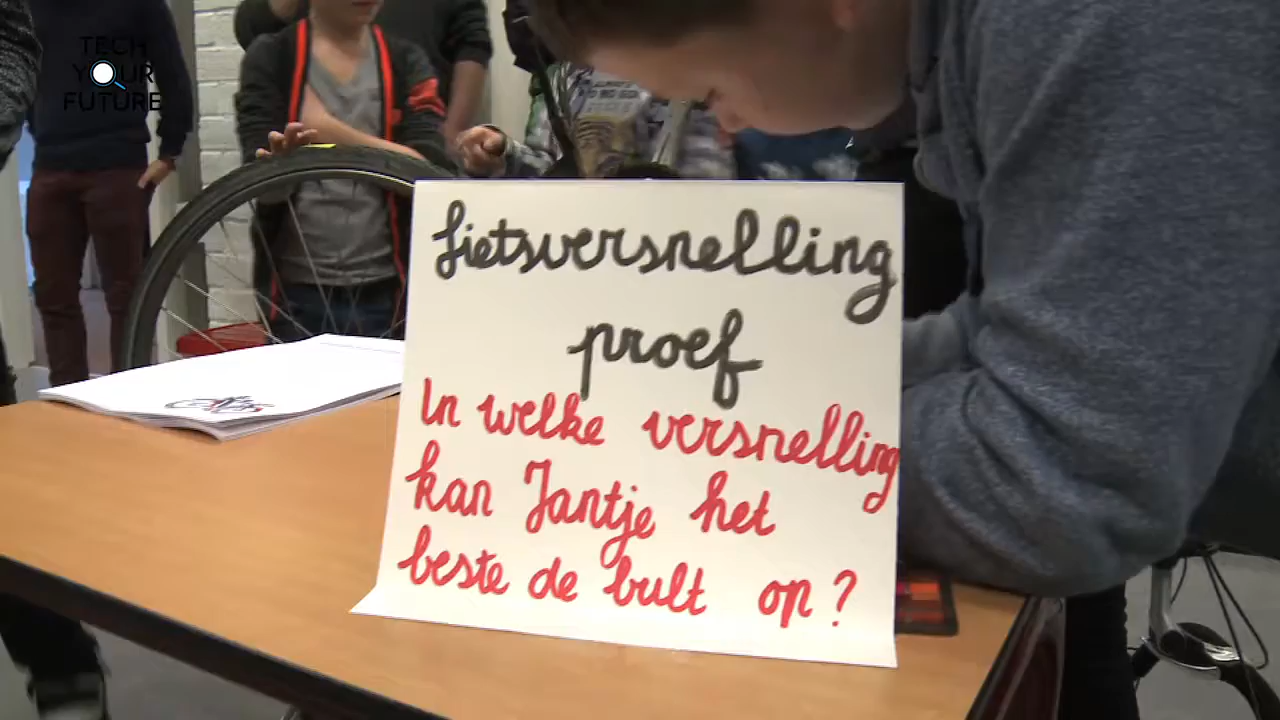 TECH
YOUR
FUTURE
Fietsversnelling
proef
In welke versnelling
kan Jantje het
beste de bult op?